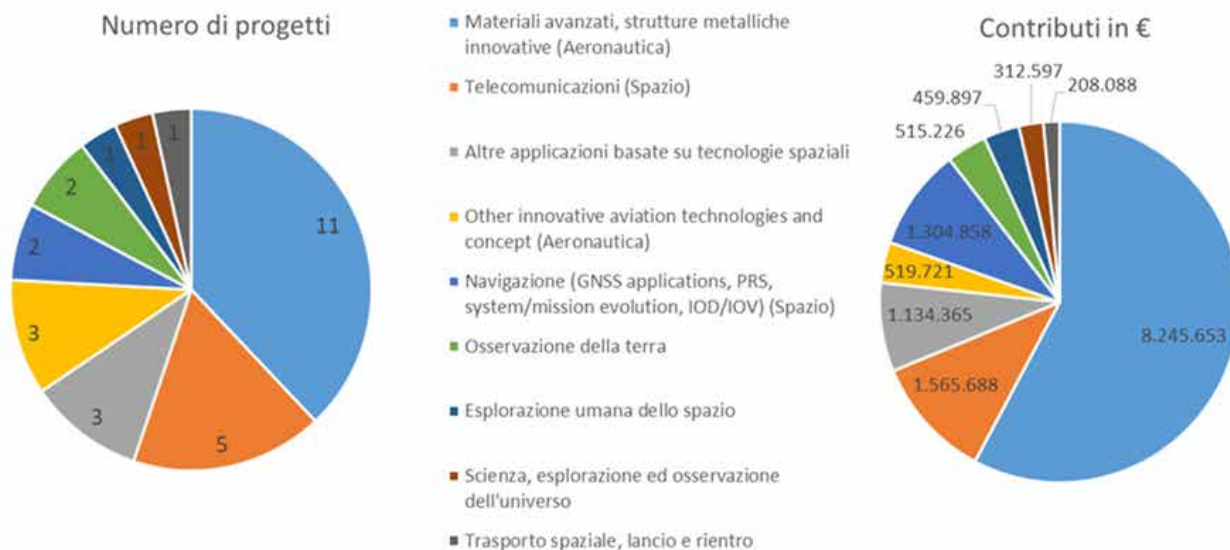 Numero di progetti
11
5
3
3
2
2
1
1
1
Materiali avanzati, strutture metalliche
innovative (Aeronautica)
Telecomunicazioni (Spazio)
Altre applicazioni basate su tecnologie spaziali
Other innovative aviation technologies and
concept (Aeronautica)
Navigazione (GNSS applications, PRS,
system/mission evolution, IOD/IOV) (Spazio)
Osservazione della terra
Esplorazione umana dello spazio
Scienza, esplorazione ed osservazione
dell'universo
Trasporto spaziale, lancio e rientro
Contributi in €
8.245.653
1.565.688
1.134.365
519.721
1.304.858
515.226
459.897
312.597
208.088